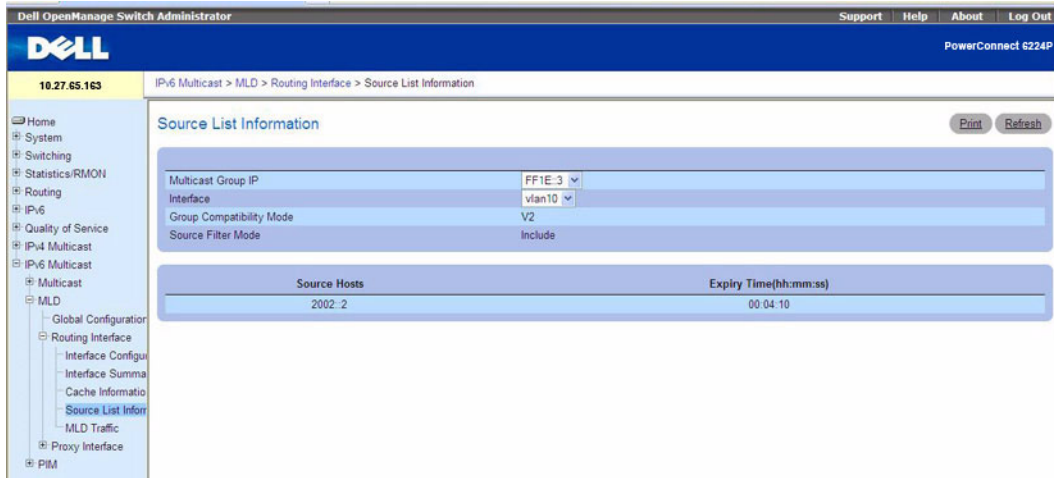 Dell OpenManage Switch Administrator Support Help About Log Out
DELL PowerConnect 6224P
10.27.65.163
IPv6 Multicast > MLD > Routing Interface > Source List Information
Home
System
Switching
Statistics/RMON
Routing
IPv6
Quality of Service
IPv4 Multicast
IPv6 Multicast
Multicast
MLD
Global Configuration
Routing Interface
Interface Configu
Interface Summa
Cache Informatio
Source List Inform
MLD Traffic
Proxy Interface
PIM
Source List Information
Print Refresh
Multicast Group IP FF1E::3
Interface vlan10
Group Compatibility Mode V2
Source Filter Mode Include
Source Hosts Expiry Time(hh:mm:ss)
2002::2 00:04:10